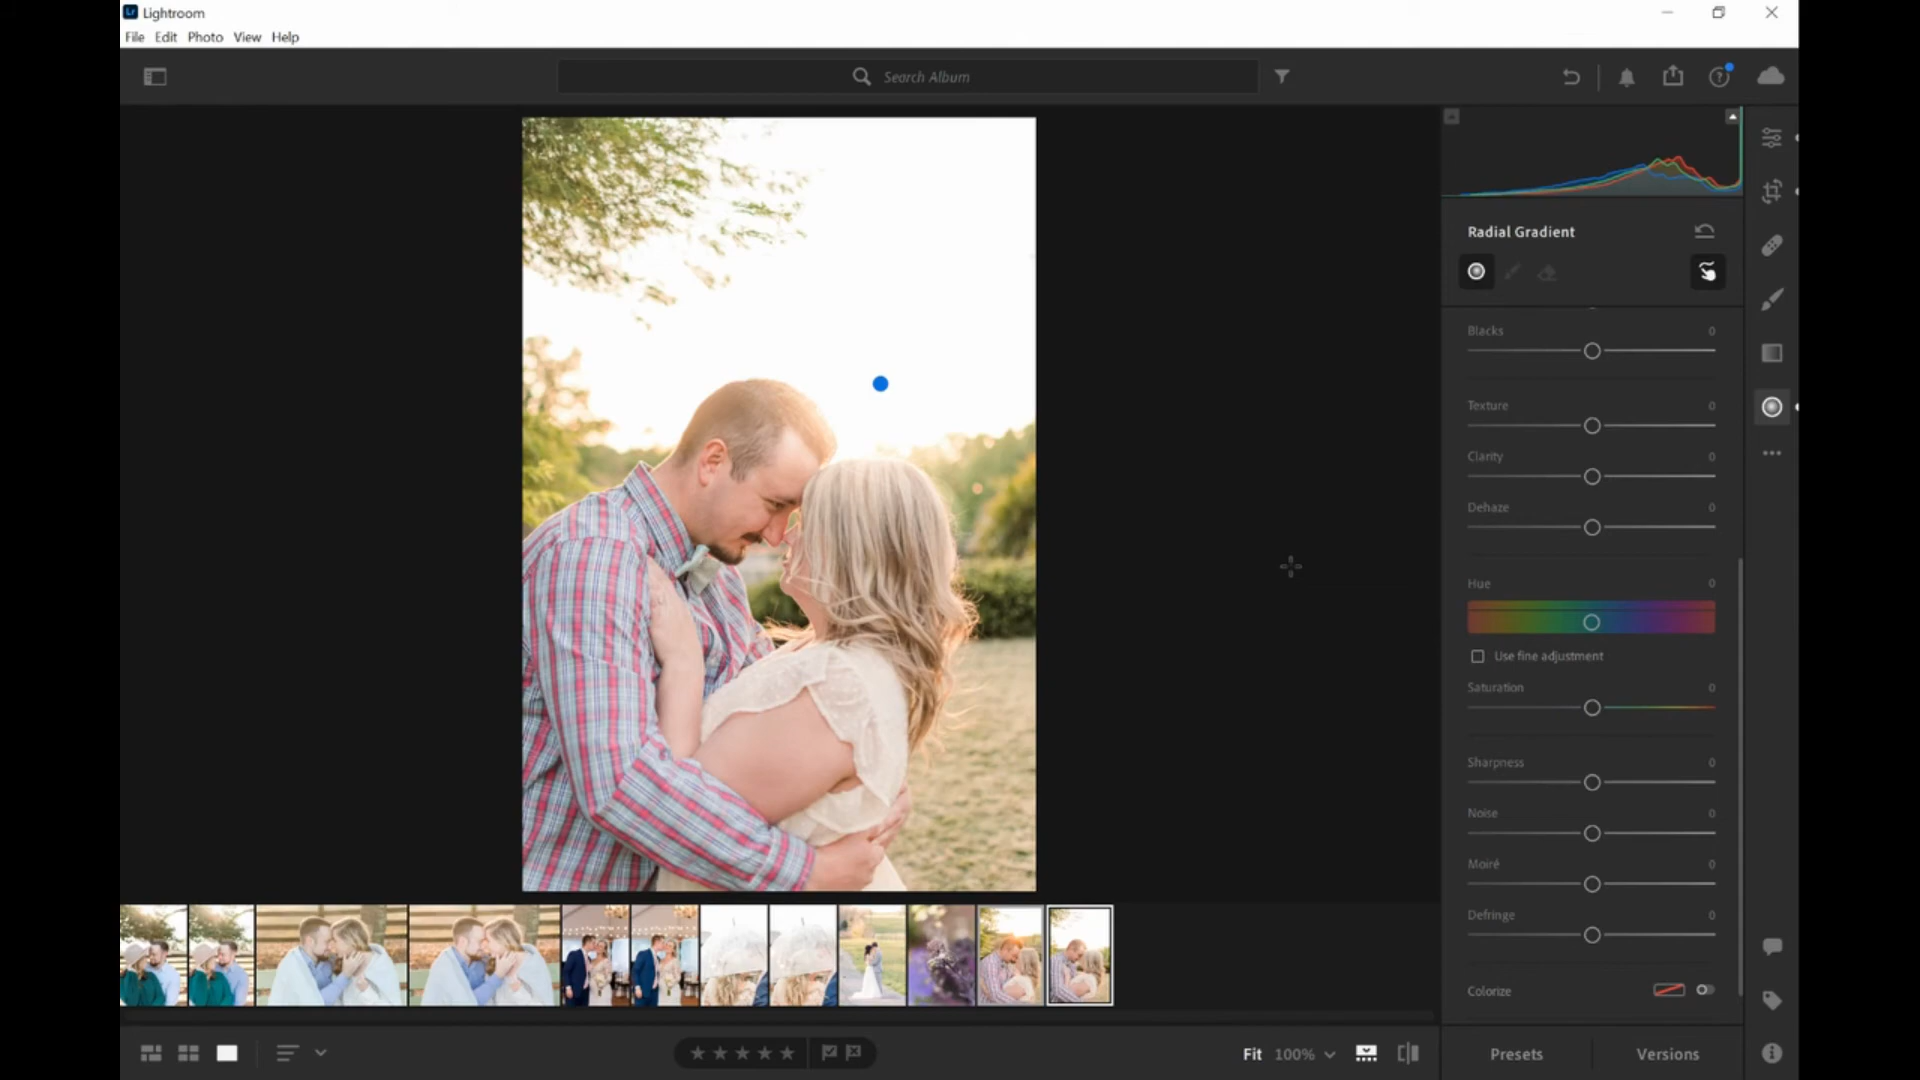 Lr Lightroom
File Edit Photo View Help
Search Album
Radial Gradient
Blacks 0
Texture 0
Clarity 0
Dehaze 0
Hue 0
Use fine adjustment
Saturation 0
Sharpness 0
Noise 0
Moiré 0
Defringe 0
Colorize
Fit 100%
Presets Versions